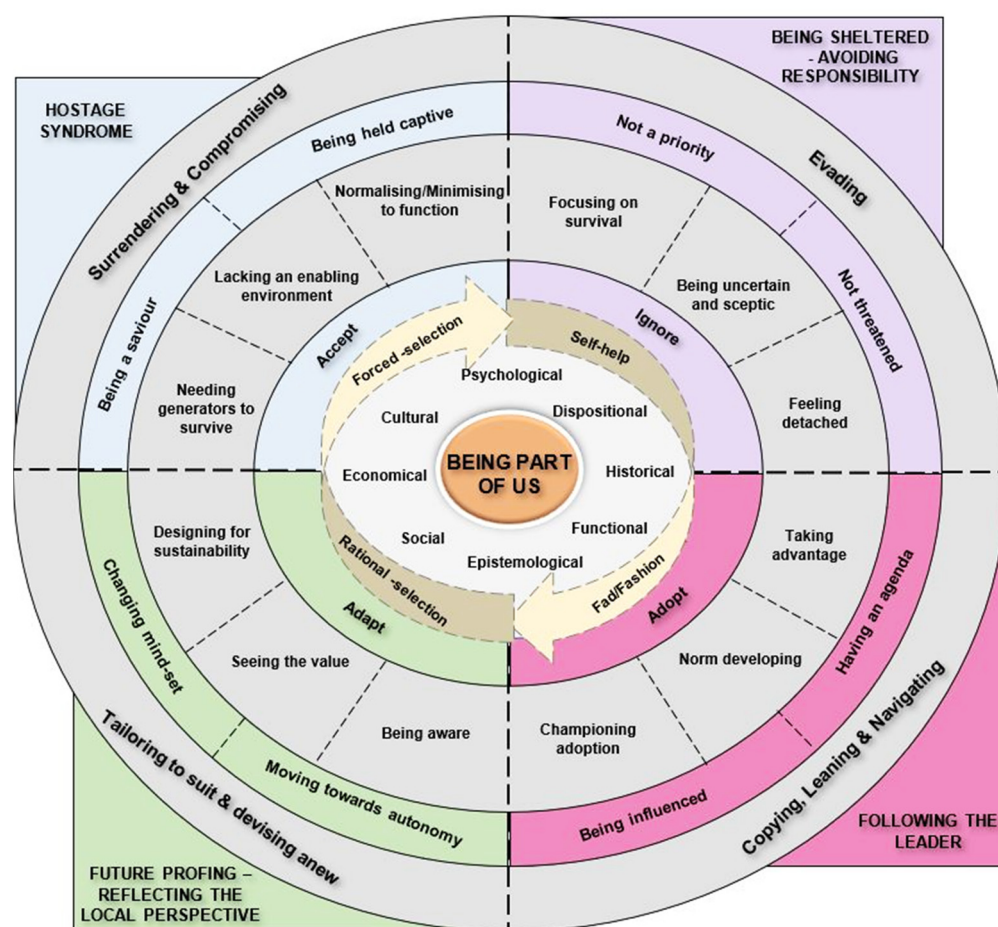 HOSTAGE
SYNDROME
Surrendering & Compromising
Being held captive
Being a saviour
Normalising/Minimising
to function
Lacking an enabling
environment
Needing
generators to
survive
Accept
Forced -selection
BEING SHELTERED
- AVOIDING
RESPONSIBILITY
Evading
Not a priority
Not threatened
Focusing on
survival
Being uncertain
and sceptic
Feeling
detached
Ignore
Self-help
Psychological
Cultural
Dispositional
Economical
BEING PART
OF US
Historical
Social
Functional
Epistemological
Designing for
sustainability
Seeing the value
Being aware
Adapt
Rational -selection
Changing mind-set
Moving towards autonomy
Tailoring to suit & devising anew
FUTURE PROFING –
REFLECTING THE
LOCAL PERSPECTIVE
Taking
advantage
Norm developing
Championing
adoption
Adopt
Fad/Fashion
Having an agenda
Being influenced
Copying, Leaning & Navigating
FOLLOWING THE
LEADER